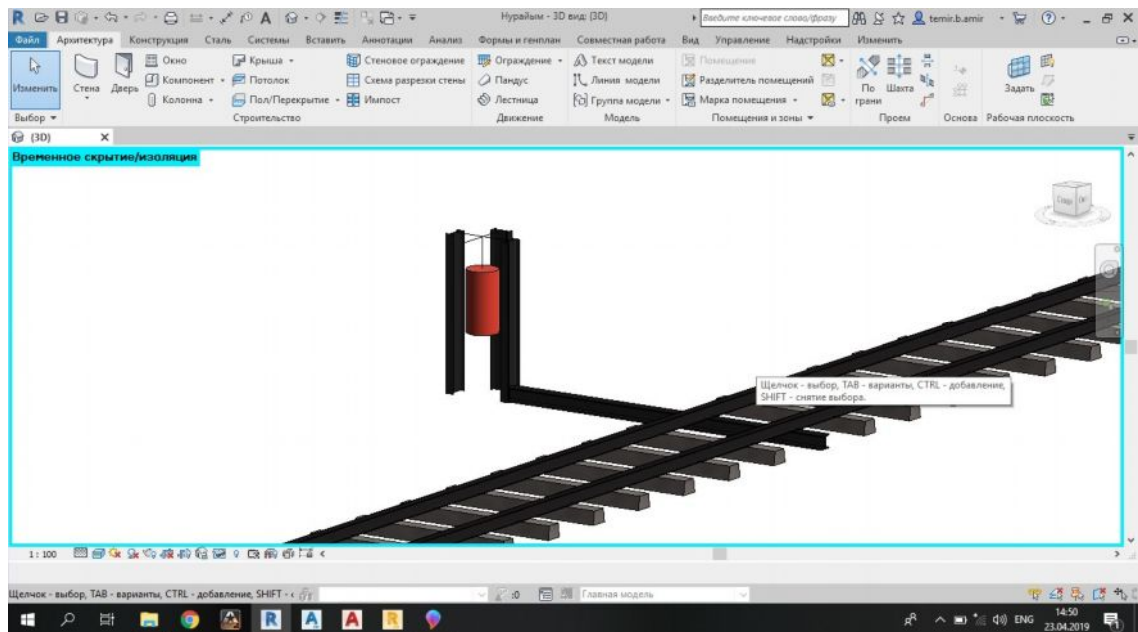 Нурайым - 3D вид: {3D}
Введите ключевое слово/фразу
temir.b.amir
Файл Архитектура Конструкция Сталь Системы Вставить Аннотации Анализ Формы и генплан Совместная работа Вид Управление Надстройки Изменить
Окно Крыша Стеновое ограждение Ограждение Текст модели Помещение
Изменить Стена Дверь Компонент Потолок Схема разрезки стены Пандус Линия модели Разделитель помещений По грани Шахта Задать
Колонна Пол/Перекрытие Импост Лестница Группа модели Марка помещения
Выбор Строительство Движение Модель Помещения и зоны Проем Основа Рабочая плоскость
{3D}
Временное скрытие/изоляция
Щелчок - выбор, TAB - варианты, CTRL - добавление,
SHIFT - снятие выбора.
1 : 100
Щелчок - выбор, TAB - варианты, CTRL - добавление, SHIFT - с
:0
Главная модель
ENG
14:50
23.04.2019